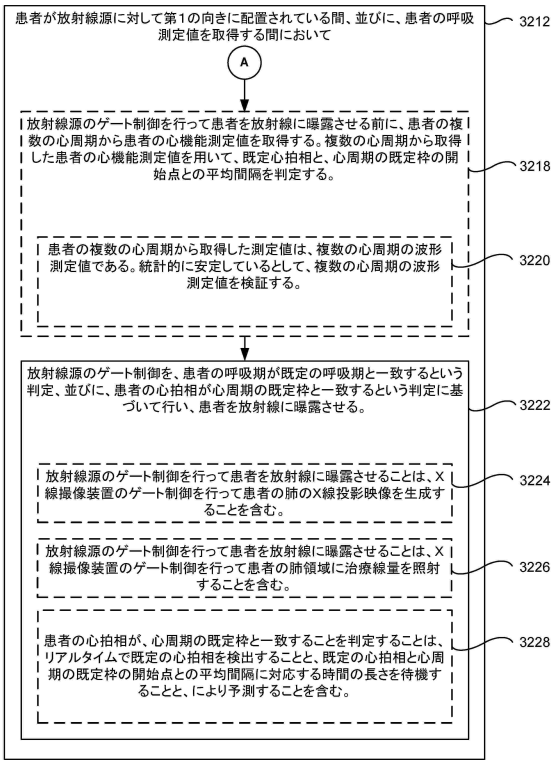 患者が放射線源に対して第1の向きに配置されている間、並びに、患者の呼吸
測定値を取得する間において
3212
A
放射線源のゲート制御を行って患者を放射線に曝露させる前に、患者の複
数の心周期から患者の心機能測定値を取得する。複数の心周期から取得
した患者の心機能測定値を用いて、既定心拍相と、心周期の既定枠の開
始点との平均間隔を判定する。
3218
患者の複数の心周期から取得した測定値は、複数の心周期の波形
測定値である。統計的に安定しているとして、複数の心周期の波形
測定値を検証する。
3220
放射線源のゲート制御を、患者の呼吸期が既定の呼吸期と一致するという
判定、並びに、患者の心拍相が心周期の既定枠と一致するという判定に基
づいて行い、患者を放射線に曝露させる。
3222
放射線源のゲート制御を行って患者を放射線に曝露させることは、X
線撮像装置のゲート制御を行って患者の肺のX線投影映像を生成す
ることを含む。
3224
放射線源のゲート制御を行って患者を放射線に曝露させることは、X
線撮像装置のゲート制御を行って患者の肺領域に治療線量を照射
することを含む。
3226
患者の心拍相が、心周期の既定枠と一致することを判定することは、
リアルタイムで既定の心拍相を検出することと、既定の心拍相と心周
期の既定枠の開始点との平均間隔に対応する時間の長さを待機す
ることと、により予測することを含む。
3228